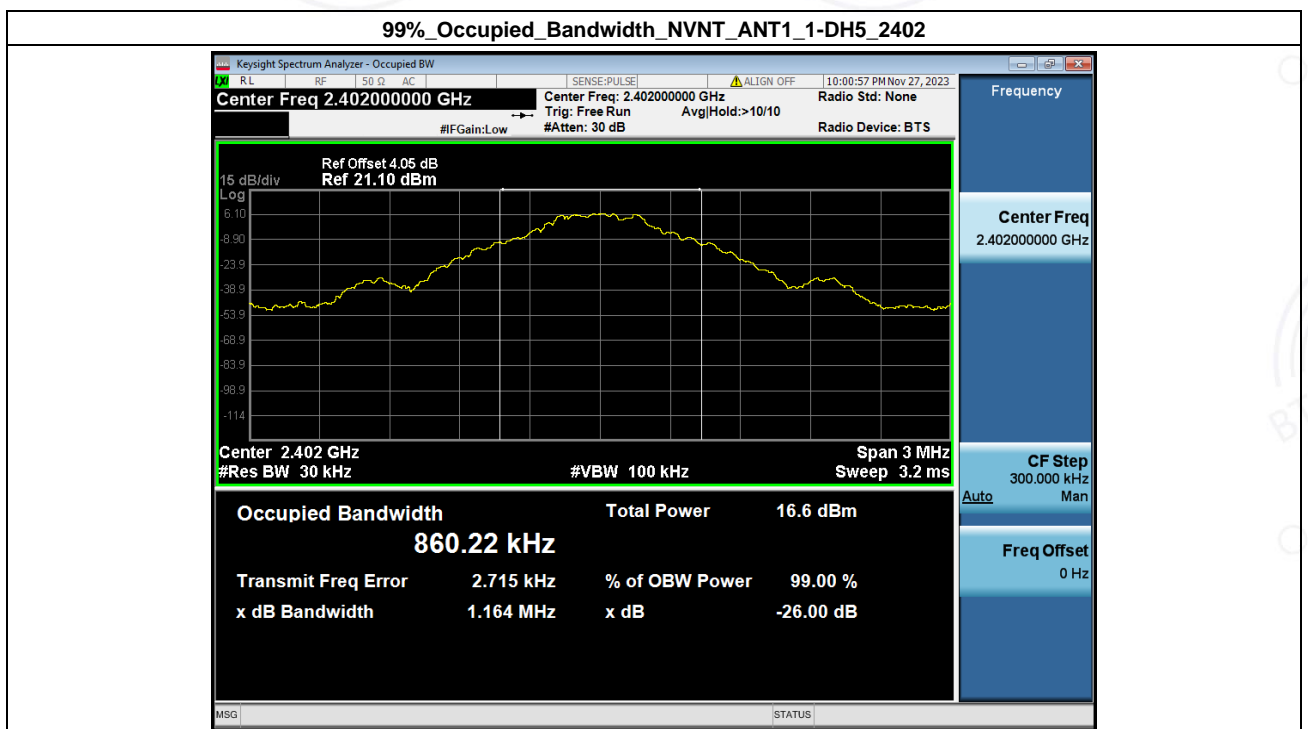 99%_Occupied_Bandwidth_NVNT_ANT1_1-DH5_2402
Keysight Spectrum Analyzer - Occupied BW
LXI RL RF 50 Ω AC SENSE:PULSE ALIGN OFF 10:00:57 PM Nov 27, 2023
Center Freq 2.402000000 GHz Center Freq: 2.402000000 GHz Radio Std: None
Trig: Free Run Avg|Hold:>10/10
#IFGain:Low #Atten: 30 dB Radio Device: BTS
Frequency
Ref Offset 4.05 dB
15 dB/div Ref 21.10 dBm
Log
6.10
-8.90
-23.9
-38.9
-53.9
-68.9
-83.9
-98.9
-114
Center 2.402 GHz Span 3 MHz
#Res BW 30 kHz #VBW 100 kHz Sweep 3.2 ms
Center Freq
2.402000000 GHz
CF Step
300.000 kHz
Auto Man
Freq Offset
0 Hz
Occupied Bandwidth Total Power 16.6 dBm
860.22 kHz
Transmit Freq Error 2.715 kHz % of OBW Power 99.00 %
x dB Bandwidth 1.164 MHz x dB -26.00 dB
MSG STATUS